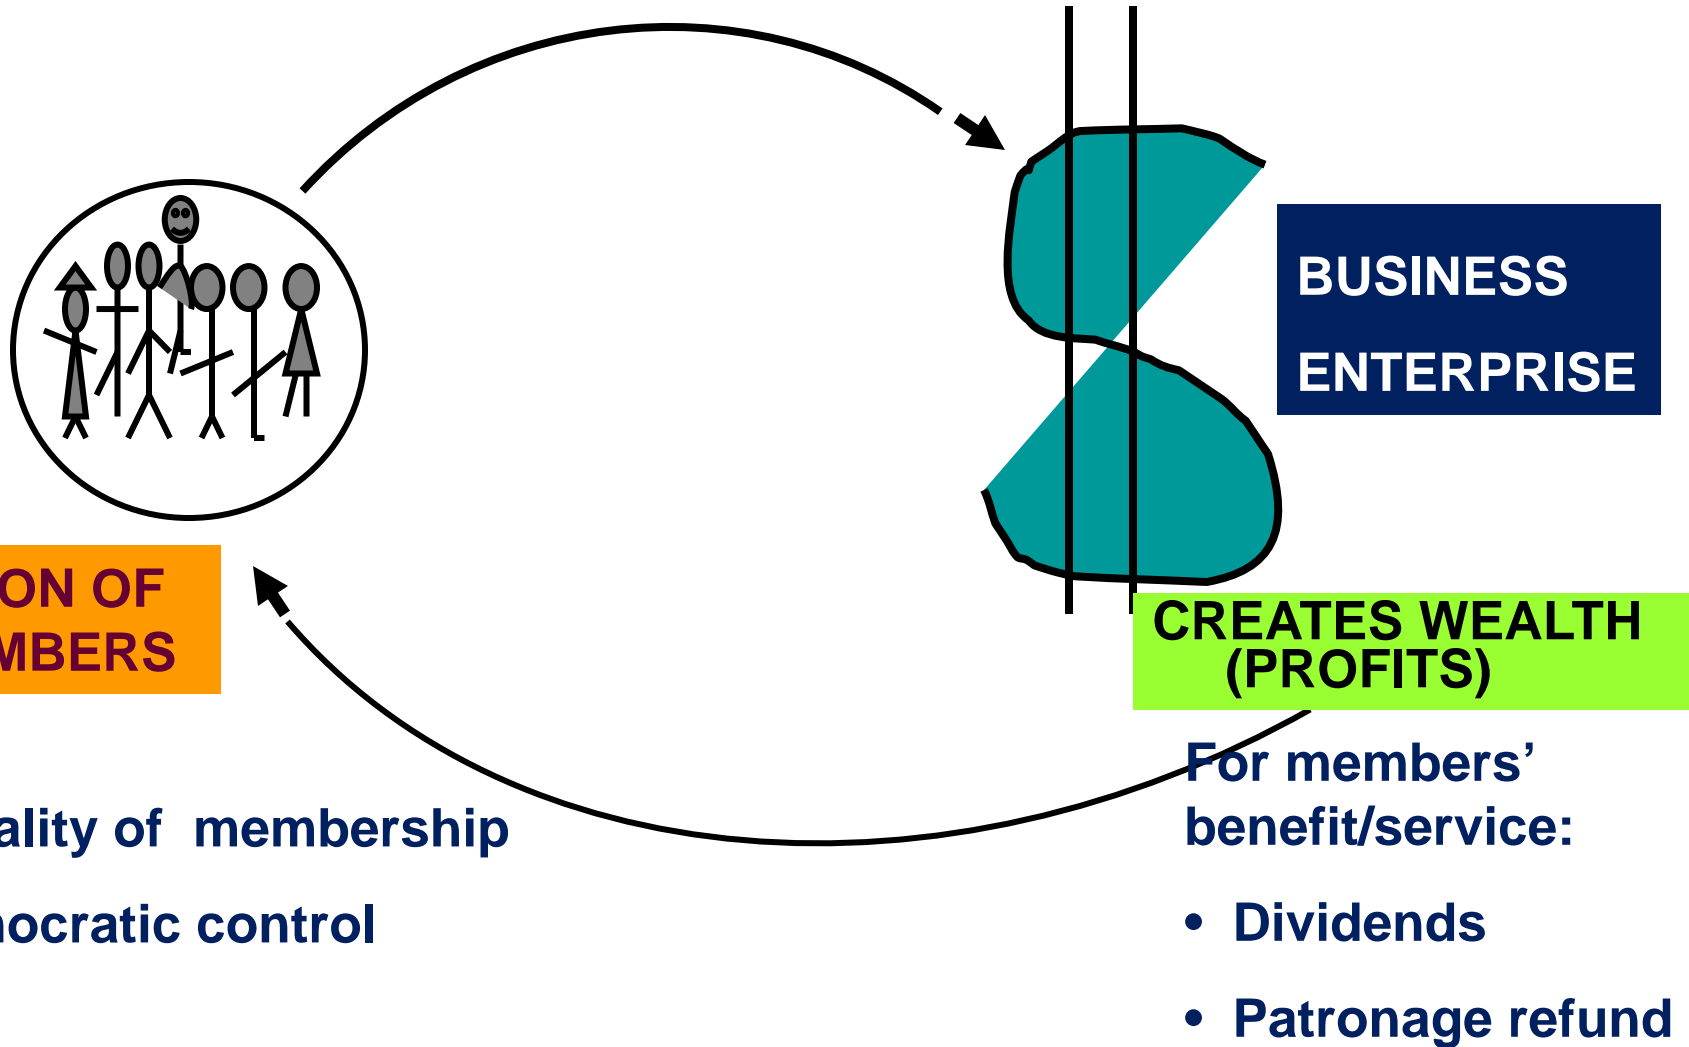 BUSINESS
ENTERPRISE
ON OF
MBERS
CREATES WEALTH
(PROFITS)
ality of membership
nocratic control
For members’
benefit/service:
• Dividends
• Patronage refund